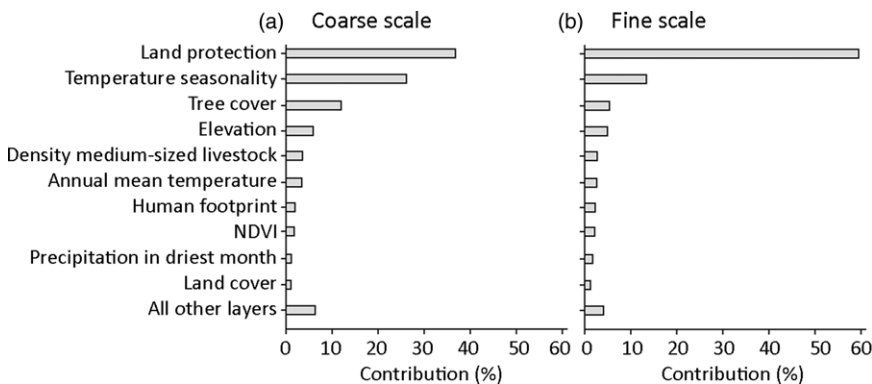 (a) Coarse scale
(b) Fine scale
Land protection
Temperature seasonality
Tree cover
Elevation
Density medium-sized livestock
Annual mean temperature
Human footprint
NDVI
Precipitation in driest month
Land cover
All other layers
0 10 20 30 40 50 60
0 10 20 30 40 50 60
Contribution (%)
Contribution (%)